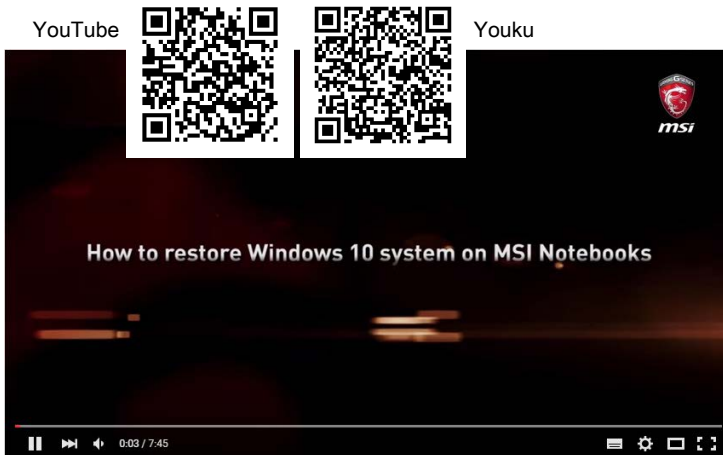 YouTube
Youku
msi
How to restore Windows 10 system on MSI Notebooks
0:03 / 7:45